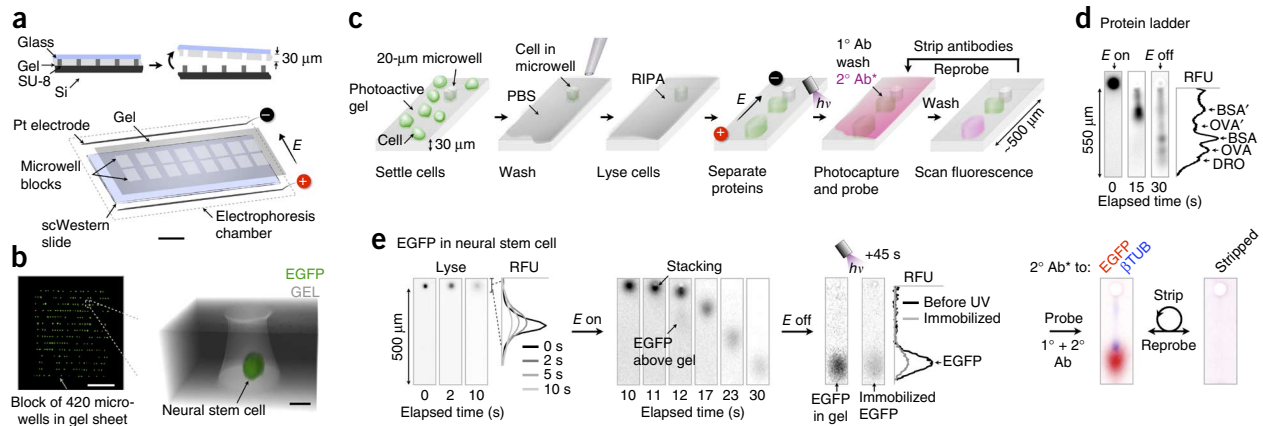 a
Glass
Gel
SU-8
Si
30 μm
Pt electrode
Gel
−
E
Microwell
blocks
+
scWestern
slide
Electrophoresis
chamber
b
EGFP
GEL
Block of 420 micro-
wells in gel sheet
Neural stem cell
c
20-μm microwell
Photoactive
gel
Cell
30 μm
Settle cells
Cell in
microwell
PBS
Wash
RIPA
Lyse cells
−
E
hν
+
Separate
proteins
1° Ab
wash
2° Ab*
Photocapture
and probe
Strip antibodies
Reprobe
Wash
~500 μm
Scan fluorescence
d
Protein ladder
E on
E off
RFU
550 μm
BSA′
OVA′
BSA
OVA
DRO
0 15 30
Elapsed time (s)
e
EGFP in neural stem cell
Lyse
RFU
500 μm
0 s
2 s
5 s
10 s
0 2 10
Elapsed time (s)
E on
Stacking
EGFP
above gel
10 11 12 17 23 30
Elapsed time (s)
E off
hν
+45 s
RFU
Before UV
Immobilized
EGFP
EGFP
in gel
Immobilized
EGFP
Probe
1° + 2°
Ab
2° Ab* to:
EGFP
βTUB
Strip
Reprobe
Stripped